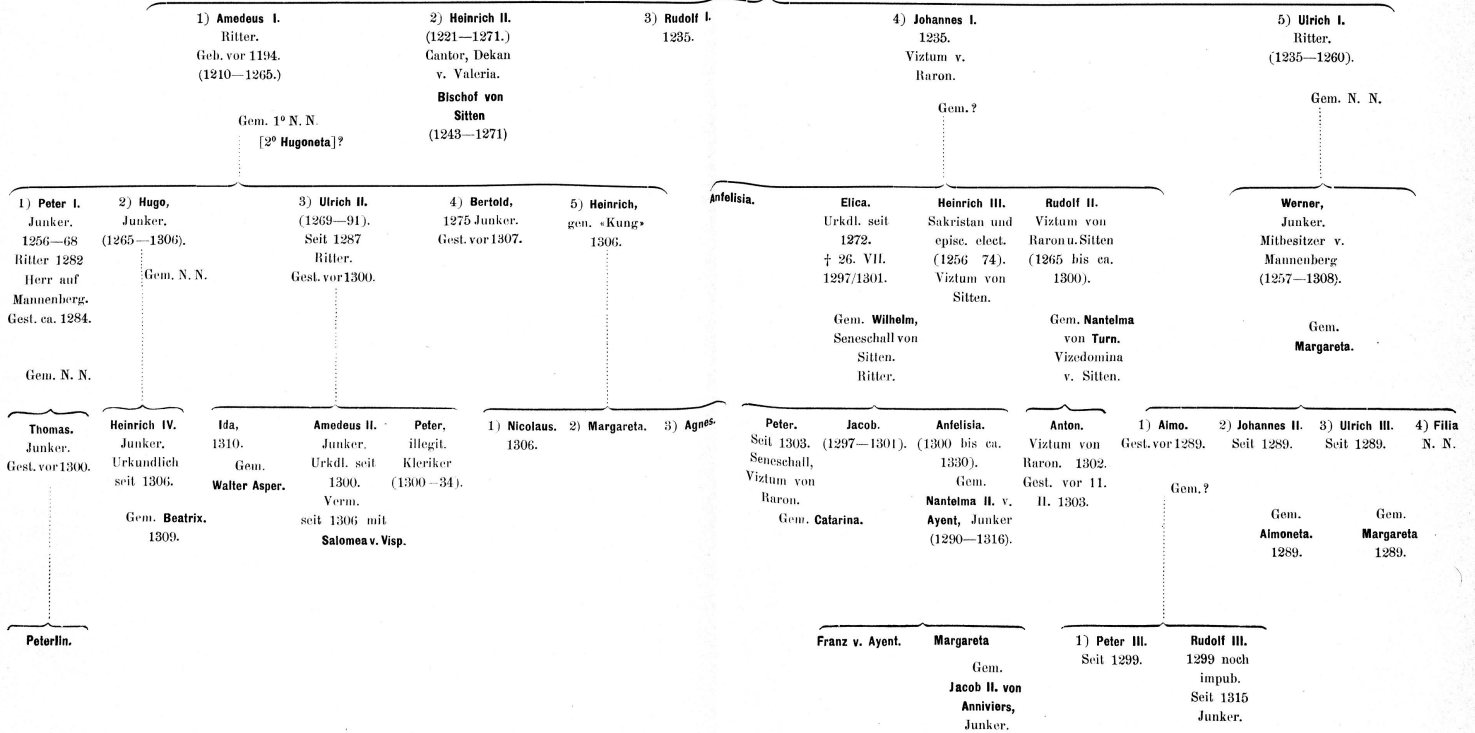 1) Amedeus I.
Ritter.
Geb. vor 1194.
(1210—1265.)
Gem. 1⁰ N. N.
[2⁰ Hugoneta]?
2) Heinrich II.
(1221—1271.)
Cantor, Dekan
v. Valeria.
Bischof von
Sitten
(1243—1271)
3) Rudolf I.
1235.
4) Johannes I.
1235.
Viztum v.
Raron.
Gem. ?
5) Ulrich I.
Ritter.
(1235—1260).
Gem. N. N.
1) Peter I.
Junker.
1256—68
Ritter 1282
Herr auf
Mannenberg.
Gest. ca. 1284.
Gem. N. N.
2) Hugo,
Junker.
(1265—1306).
Gem. N. N.
3) Ulrich II.
(1269—91).
Seit 1287
Ritter.
Gest. vor 1300.
4) Bertold,
1275 Junker.
Gest. vor 1307.
5) Heinrich,
gen. «Kung»
1306.
Anfelisia.
Elica.
Urkdl. seit
1272.
† 26. VII.
1297/1301.
Gem. Wilhelm,
Seneschall von
Sitten.
Ritter.
Heinrich III.
Sakristan und
episc. elect.
(1256 74).
Viztum von
Sitten.
Rudolf II.
Viztum von
Raron u. Sitten
(1265 bis ca.
1300).
Gem. Nantelma
von Turn.
Vizedomina
v. Sitten.
Werner,
Junker.
Mitbesitzer v.
Mannenberg
(1257—1308).
Gem.
Margareta.
Thomas.
Junker.
Gest. vor 1300.
Heinrich IV.
Junker.
Urkundlich
seit 1306.
Gem. Beatrix.
1309.
Ida,
1310.
Gem.
Walter Asper.
Amedeus II.
Junker.
Urkdl. seit
1300.
Verm.
seit 1306 mit
Salomea v. Visp.
Peter,
illegit.
Kleriker
(1300—34).
1) Nicolaus.
1306.
2) Margareta.
3) Agnes.
Peter.
Seit 1303.
Seneschall,
Viztum von
Raron.
Gem. Catarina.
Jacob.
(1297—1301).
Anfelisia.
(1300 bis ca.
1330).
Gem.
Nantelma II. v.
Ayent, Junker
(1290—1316).
Anton.
Viztum von
Raron. 1302.
Gest. vor 11.
II. 1303.
1) Aimo.
Gest. vor 1289.
Gem. ?
2) Johannes II.
Seit 1289.
Gem.
Aimoneta.
1289.
3) Ulrich III.
Seit 1289.
Gem.
Margareta
1289.
4) Filia
N. N.
Peterlin.
Franz v. Ayent.
Margareta
Gem.
Jacob II. von
Anniviers,
Junker.
1) Peter III.
Seit 1299.
Rudolf III.
1299 noch
impub.
Seit 1315
Junker.